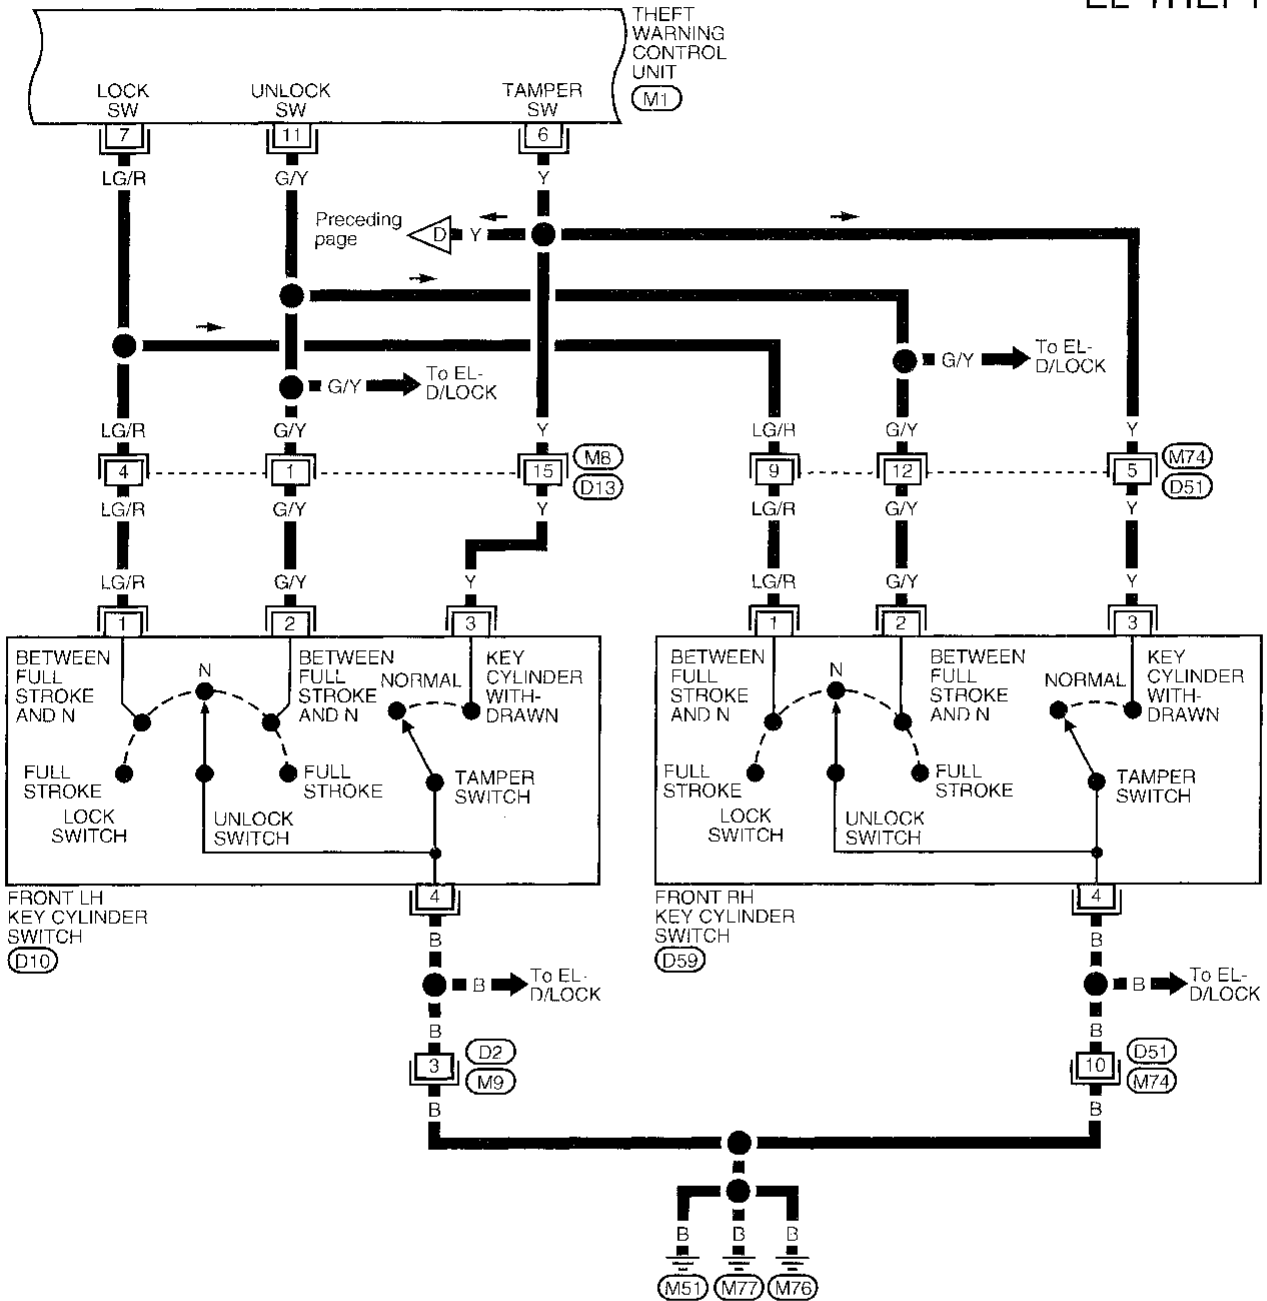 THEFT
WARNING
CONTROL
UNIT
M1
LOCK
SW
UNLOCK
SW
TAMPER
SW
7
11
6
LG/R
G/Y
Y
Preceding
page
D
Y
G/Y
To EL-
D/LOCK
G/Y
To EL-
D/LOCK
LG/R
G/Y
Y
LG/R
G/Y
Y
4
1
15
M8
D13
9
12
5
M74
D51
LG/R
G/Y
Y
LG/R
G/Y
Y
LG/R
G/Y
Y
LG/R
G/Y
Y
1
2
3
1
2
3
BETWEEN
FULL
STROKE
AND N
N
BETWEEN
FULL
STROKE
AND N
NORMAL
KEY
CYLINDER
WITH-
DRAWN
FULL
STROKE
LOCK
SWITCH
UNLOCK
SWITCH
FULL
STROKE
TAMPER
SWITCH
BETWEEN
FULL
STROKE
AND N
N
BETWEEN
FULL
STROKE
AND N
NORMAL
KEY
CYLINDER
WITH-
DRAWN
FULL
STROKE
LOCK
SWITCH
UNLOCK
SWITCH
FULL
STROKE
TAMPER
SWITCH
FRONT LH
KEY CYLINDER
SWITCH
D10
4
B
B
To EL-
D/LOCK
B
3
D2
M9
B
FRONT RH
KEY CYLINDER
SWITCH
D59
4
B
B
To EL-
D/LOCK
B
10
D51
M74
B
B
B
B
M51
M77
M76